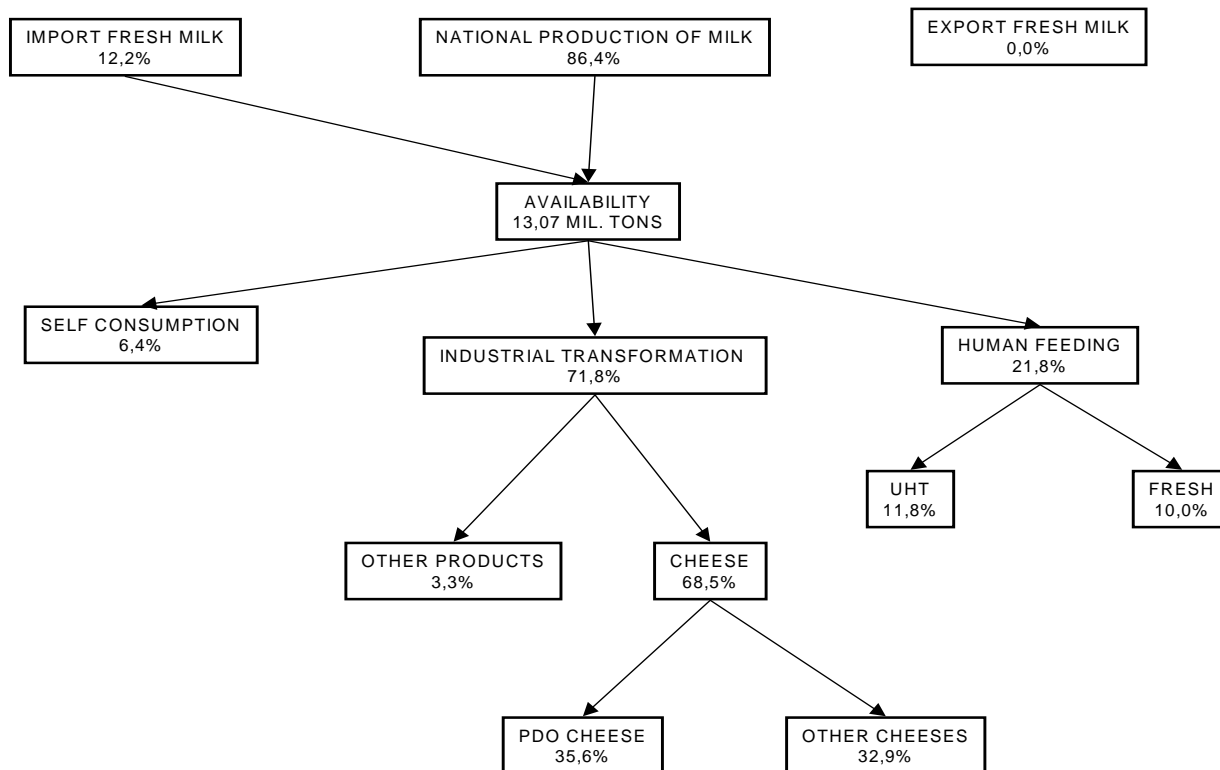 IMPORT FRESH MILK
12,2%
NATIONAL PRODUCTION OF MILK
86,4%
EXPORT FRESH MILK
0,0%
AVAILABILITY
13,07 MIL. TONS
SELF CONSUMPTION
6,4%
INDUSTRIAL TRANSFORMATION
71,8%
HUMAN FEEDING
21,8%
UHT
11,8%
FRESH
10,0%
OTHER PRODUCTS
3,3%
CHEESE
68,5%
PDO CHEESE
35,6%
OTHER CHEESES
32,9%